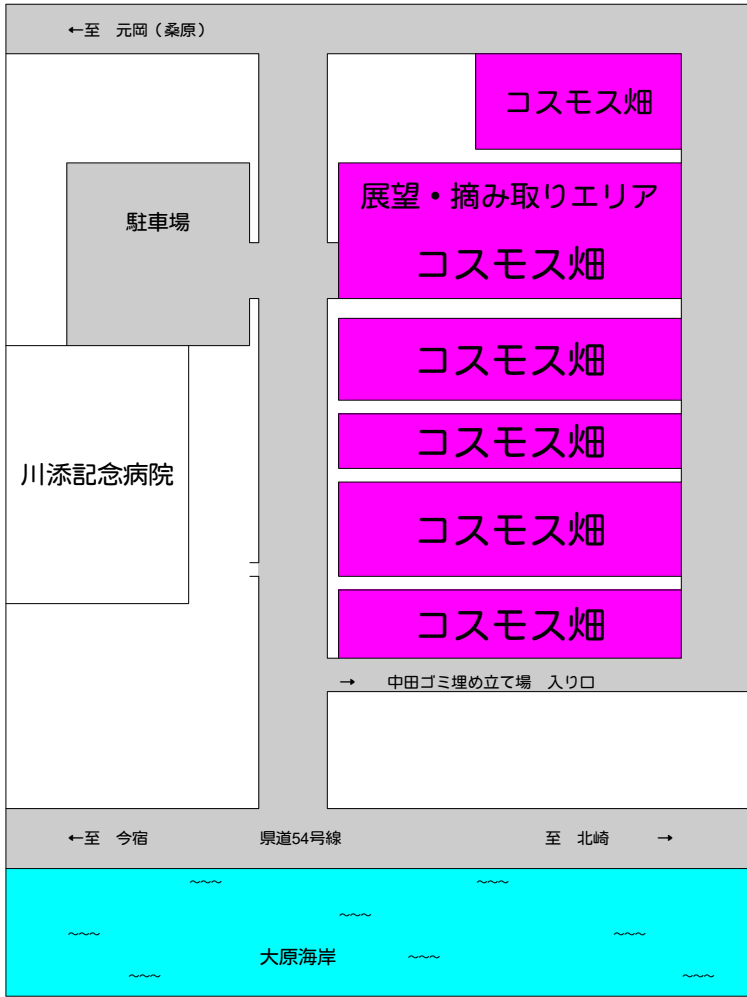 ←至　元岡（桑原）
コスモス畑
展望・摘み取りエリア
駐車場
コスモス畑
コスモス畑
コスモス畑
川添記念病院
コスモス畑
コスモス畑
→　中田ゴミ埋め立て場　入り口
←至　今宿　県道54号線　至　北崎　→
～～～　～～～
～～～
～～～　～～～
大原海岸　～～～
～～～　～～～